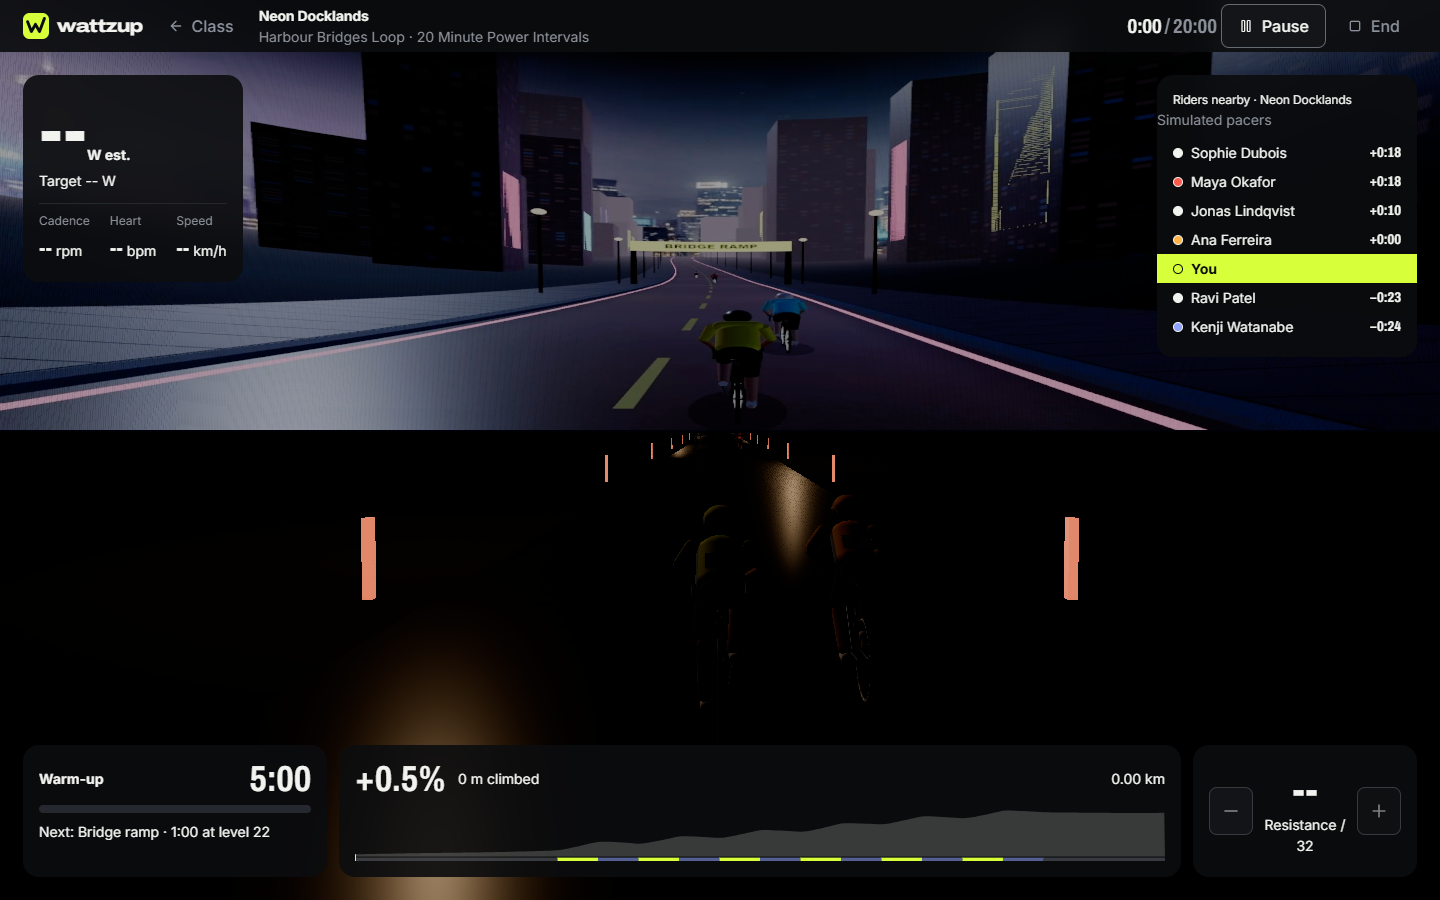 W wattzup
← Class
Neon Docklands
Harbour Bridges Loop · 20 Minute Power Intervals
0:00 / 20:00
Pause
End
--
W est.
Target -- W
Cadence Heart Speed
-- rpm -- bpm -- km/h
BRIDGE RAMP
Riders nearby · Neon Docklands
Simulated pacers
Sophie Dubois +0:18
Maya Okafor +0:18
Jonas Lindqvist +0:10
Ana Ferreira +0:00
You
Ravi Patel −0:23
Kenji Watanabe −0:24
Warm-up 5:00
Next: Bridge ramp · 1:00 at level 22
+0.5% 0 m climbed 0.00 km
--
Resistance /
32